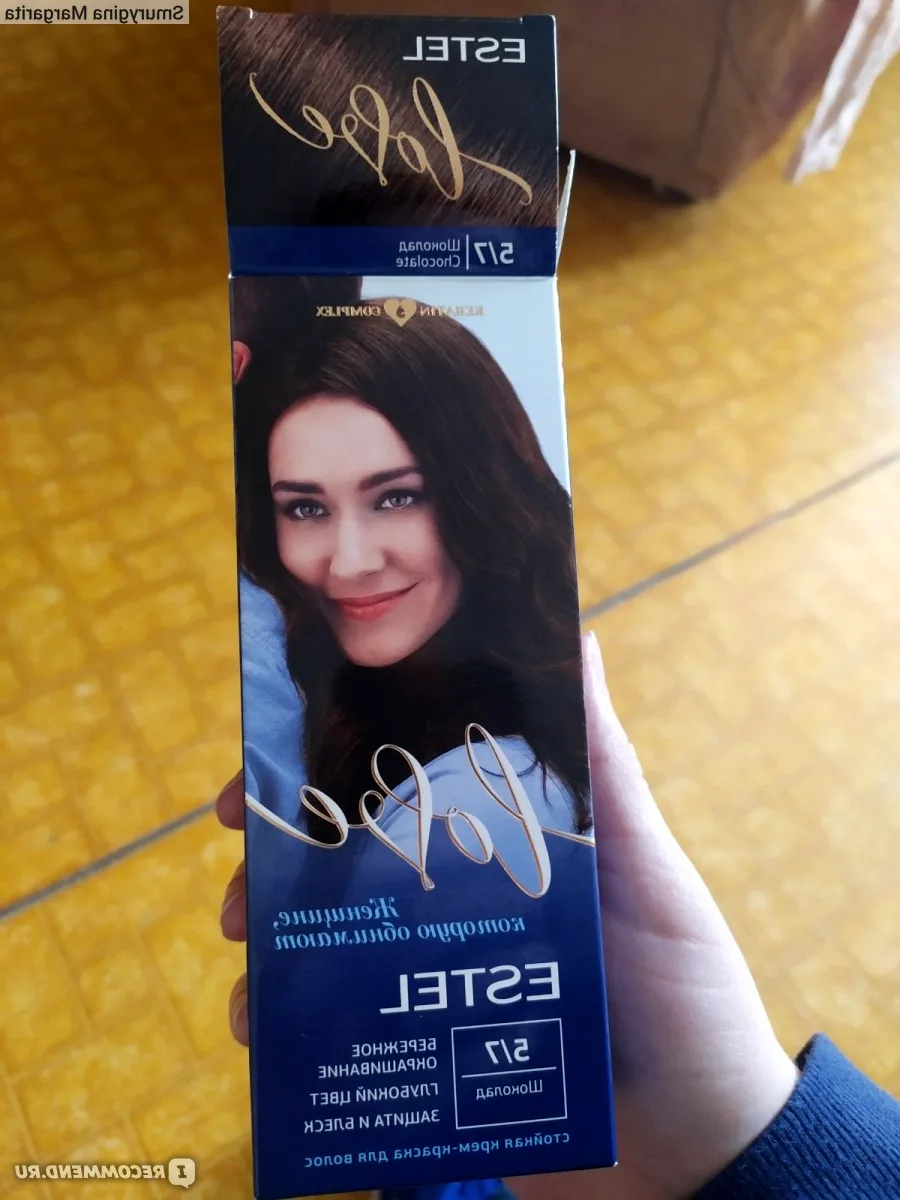 Smurygina Margarita
ESTEL
love
5/7 Шоколад
Chocolate
KERATIN COMPLEX
love
Женщине,
которую обнимают
ESTEL
5/7
Шоколад
БЕРЕЖНОЕ
ОКРАШИВАНИЕ
ГЛУБОКИЙ ЦВЕТ
ЗАЩИТА И БЛЕСК
стойкая крем-краска для волос
IRECOMMEND.RU